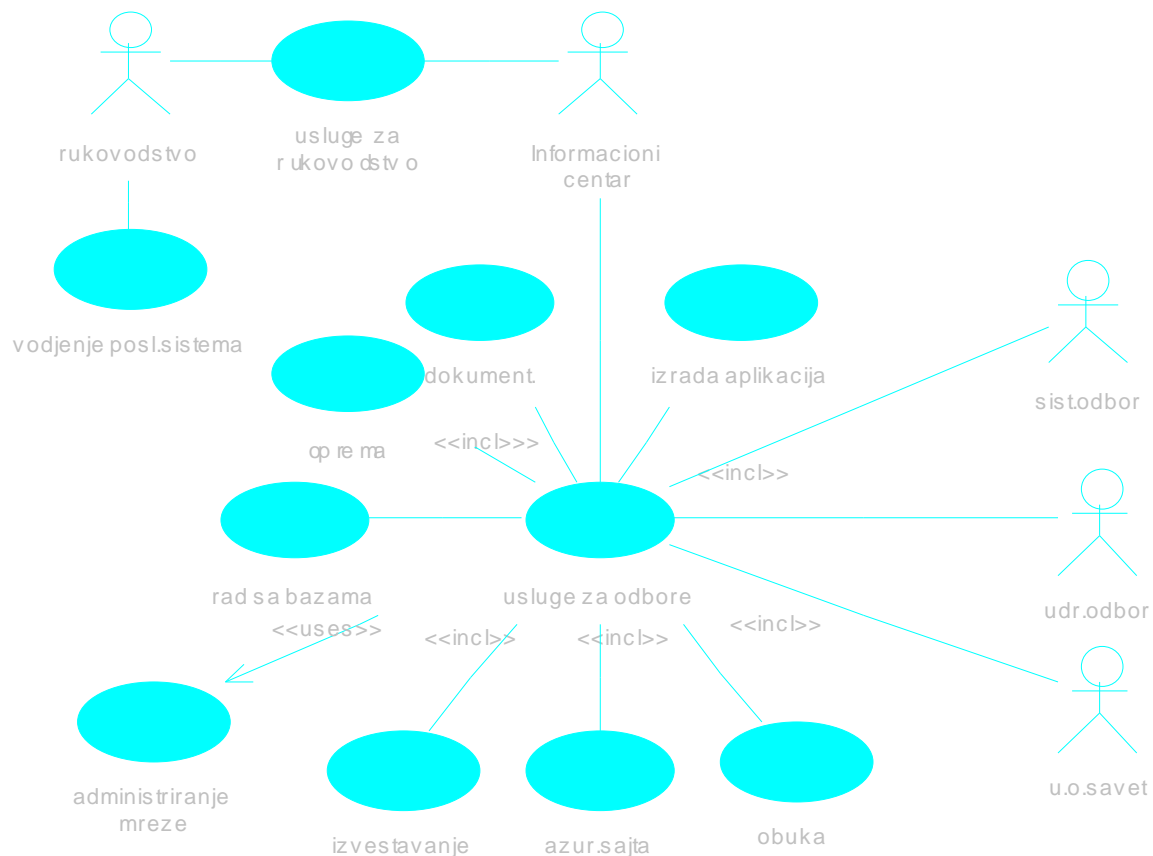 rukovodstvo
usluge za
rukovodstvo
Informacioni
centar
vodjenje posl.sistema
dokument.
izrada aplikacija
sist.odbor
oprema
<<incl>>>
<<incl>>
rad sa bazama
usluge za odbore
udr.odbor
<<uses>>
<<incl>>
<<incl>>
<<incl>>
administriranje
mreze
izvestavanje
azur.sajta
obuka
u.o.savet